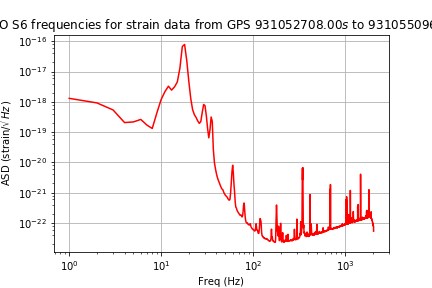 O S6 frequencies for strain data from GPS 931052708.00s to 93105509
10⁻¹⁶
10⁻¹⁷
10⁻¹⁸
10⁻¹⁹
10⁻²⁰
10⁻²¹
10⁻²²
ASD (strain/√Hz)
10⁰ 10¹ 10² 10³
Freq (Hz)